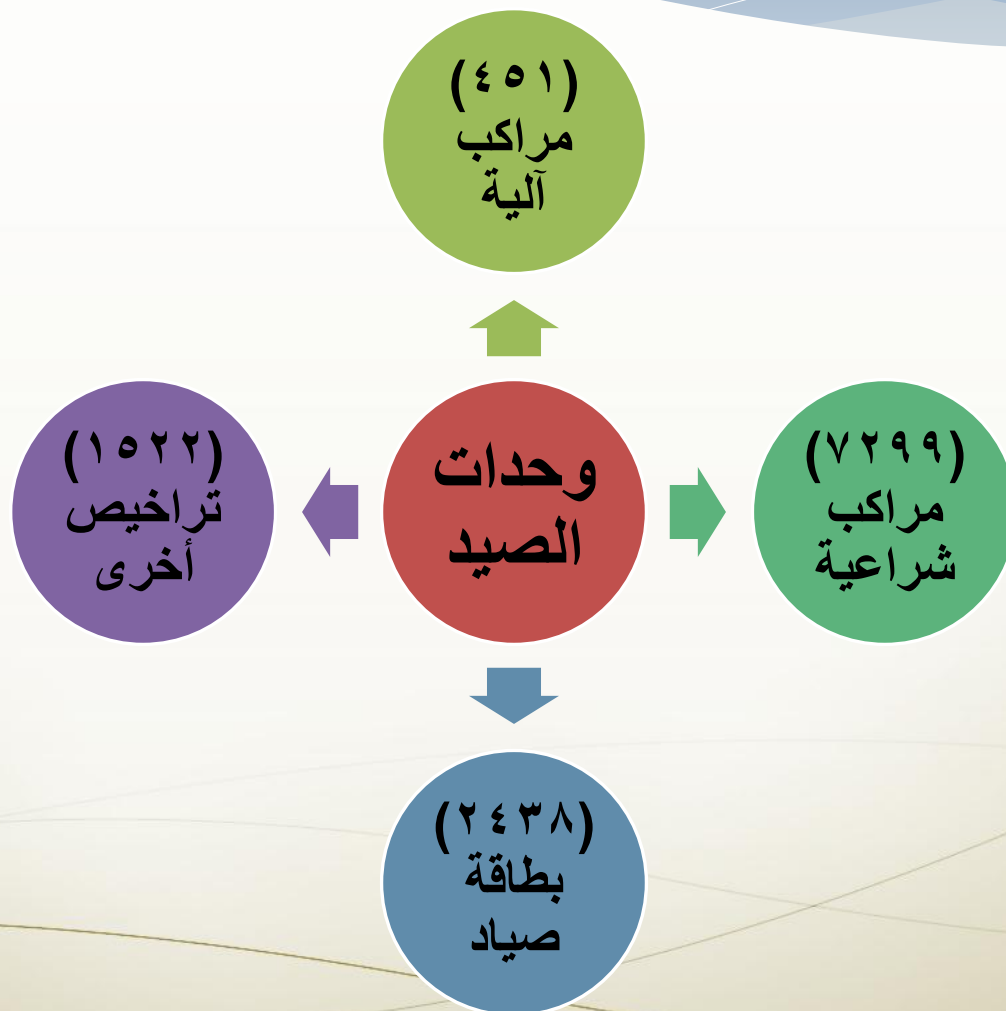 (٤٥١)
مراكب
آلية
(٧٢٩٩)
مراكب
شراعية
وحدات
الصيد
(١٥٢٢)
تراخيص
أخرى
(٢٤٣٨)
بطاقة
صياد